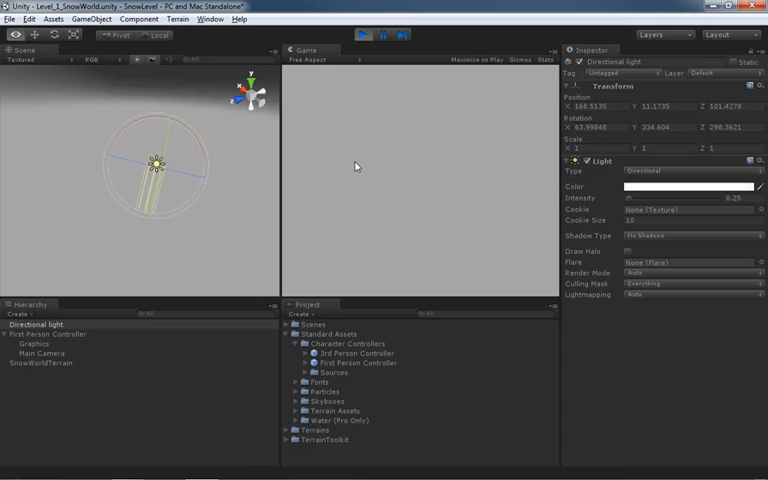 Unity - Level_1_SnowWorld.unity - SnowLevel - PC and Mac Standalone*
File Edit Assets GameObject Component Terrain Window Help
Pivot Local Layers Layout
Scene
Textured RGB All
y
x
z
Game
Free Aspect Maximize on Play Gizmos Stats
Inspector
Directional light Static
Tag Untagged Layer Default
Transform
Position
X 168.5135 Y 11.1735 Z 101.4278
Rotation
X 63.99848 Y 334.604 Z 298.3621
Scale
X 1 Y 1 Z 1
Light
Type Directional
Color
Intensity 0.25
Cookie None (Texture)
Cookie Size 10
Shadow Type No Shadows
Draw Halo
Flare None (Flare)
Render Mode Auto
Culling Mask Everything
Lightmapping Auto
Hierarchy
Create All
Directional light
First Person Controller
Graphics
Main Camera
SnowWorldTerrain
Project
Create All
Scenes
Standard Assets
Character Controllers
3rd Person Controller
First Person Controller
Sources
Fonts
Particles
Skyboxes
Terrain Assets
Water (Pro Only)
Terrains
TerrainToolkit